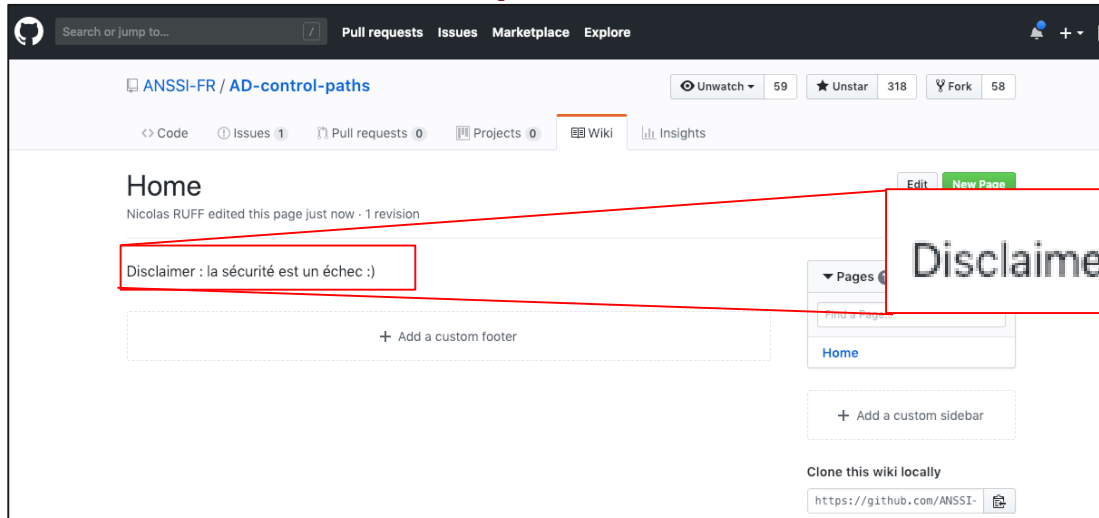 Search or jump to... / Pull requests Issues Marketplace Explore
ANSSI-FR / AD-control-paths Unwatch 59 Unstar 318 Fork 58
Code Issues 1 Pull requests 0 Projects 0 Wiki Insights
Home Edit New Page
Nicolas RUFF edited this page just now · 1 revision
Disclaimer : la sécurité est un échec :)
Disclaime
Pages
Find a Page...
Home
+ Add a custom footer
+ Add a custom sidebar
Clone this wiki locally
https://github.com/ANSSI-